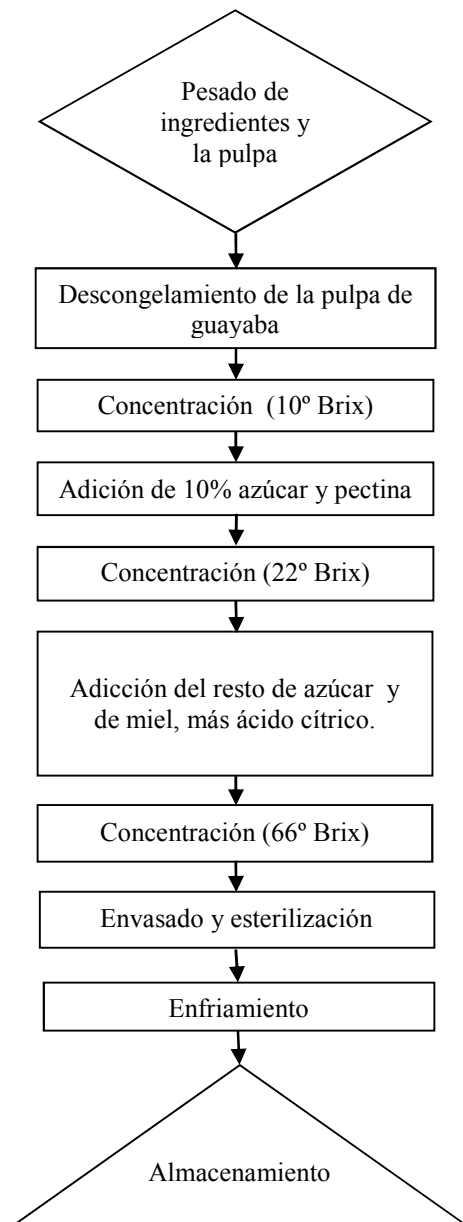 Pesado de
ingredientes y
la pulpa
Descongelamiento de la pulpa de
guayaba
Concentración (10º Brix)
Adición de 10% azúcar y pectina
Concentración (22º Brix)
Adicción del resto de azúcar y
de miel, más ácido cítrico.
Concentración (66º Brix)
Envasado y esterilización
Enfriamiento
Almacenamiento